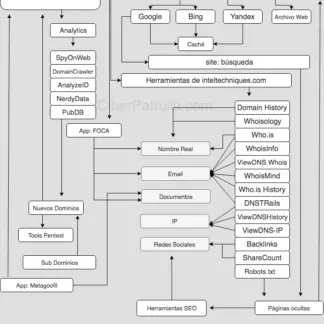 Google
Bing
Yandex
Archivo Web
Analytics
Caché
SpyOnWeb
DomainCrawler
AnalyzeID
NerdyData
PubDB
site: búsqueda
Herramientas de inteltechniques.com
CiberPatrulla.com
App: FOCA
Domain History
Whoisology
Who.is
WhoisInfo
ViewDNS Whois
WhoisMind
Who.is History
DNSTRails
ViewDNSHistory
ViewDNS-IP
Backlinks
ShareCount
Robots.txt
Nombre Real
Email
Documentos
IP
Redes Sociales
Nuevos Dominios
Tools Pentest
Sub Dominios
App: Metagoofil
Herramientas SEO
Páginas ocultas